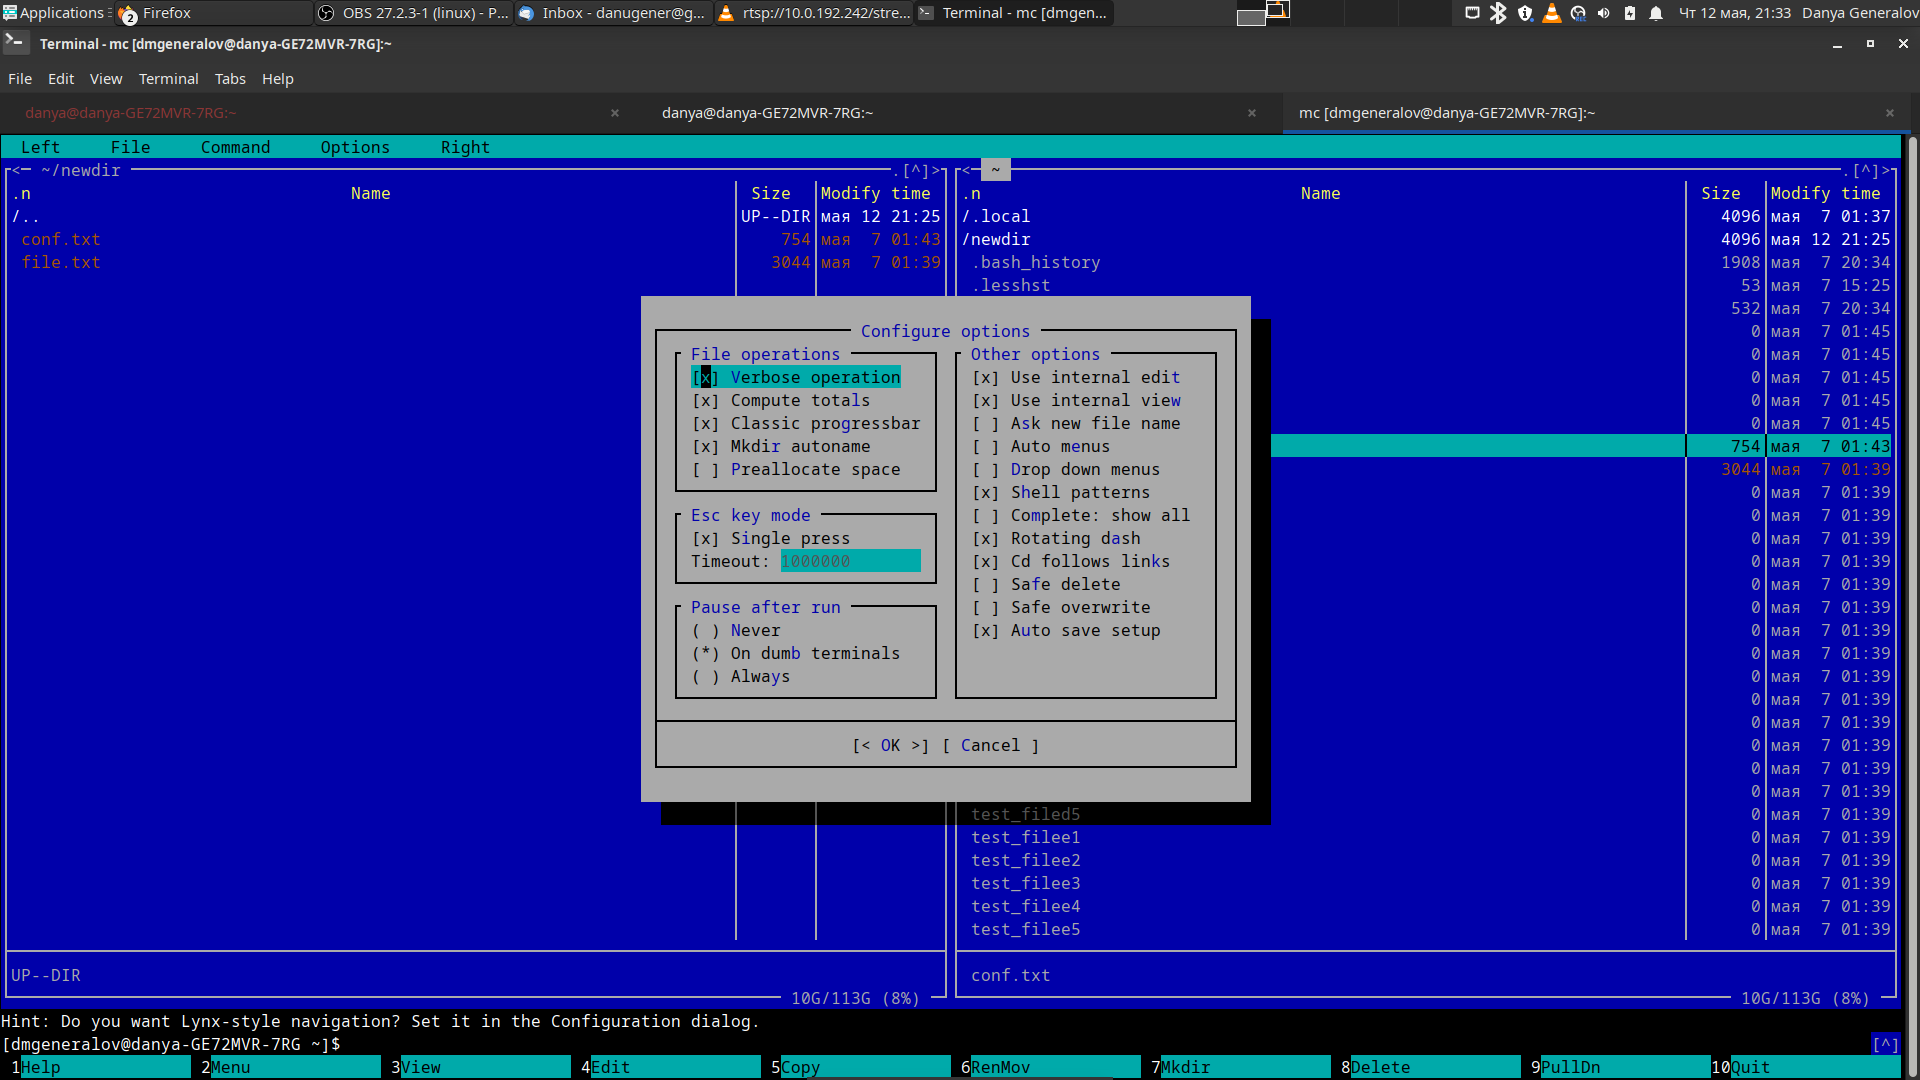 Applications
2
Firefox
OBS 27.2.3-1 (linux) - P...
Inbox - danugener@g...
rtsp://10.0.192.242/stre...
Terminal - mc [dmgen...
Чт 12 мая, 21:33
Danya Generalov
Terminal - mc [dmgeneralov@danya-GE72MVR-7RG]:~
File Edit View Terminal Tabs Help
danya@danya-GE72MVR-7RG:~
danya@danya-GE72MVR-7RG:~
mc [dmgeneralov@danya-GE72MVR-7RG]:~
Left File Command Options Right
<- ~/newdir .[^]>
.n Name Size Modify time
/.. UP--DIR мая 12 21:25
conf.txt 754 мая 7 01:43
file.txt 3044 мая 7 01:39
<- ~ .[^]>
.n Name Size Modify time
/.local 4096 мая 7 01:37
/newdir 4096 мая 12 21:25
.bash_history 1908 мая 7 20:34
.lesshst 53 мая 7 15:25
532 мая 7 20:34
0 мая 7 01:45
0 мая 7 01:45
0 мая 7 01:45
0 мая 7 01:45
0 мая 7 01:45
754 мая 7 01:43
3044 мая 7 01:39
0 мая 7 01:39
0 мая 7 01:39
0 мая 7 01:39
0 мая 7 01:39
0 мая 7 01:39
0 мая 7 01:39
0 мая 7 01:39
0 мая 7 01:39
0 мая 7 01:39
0 мая 7 01:39
0 мая 7 01:39
0 мая 7 01:39
0 мая 7 01:39
0 мая 7 01:39
test_filed5 0 мая 7 01:39
test_filee1 0 мая 7 01:39
test_filee2 0 мая 7 01:39
test_filee3 0 мая 7 01:39
test_filee4 0 мая 7 01:39
test_filee5 0 мая 7 01:39
Configure options
File operations
[x] Verbose operation
[x] Compute totals
[x] Classic progressbar
[x] Mkdir autoname
[ ] Preallocate space
Esc key mode
[x] Single press
Timeout: 1000000
Pause after run
( ) Never
(*) On dumb terminals
( ) Always
Other options
[x] Use internal edit
[x] Use internal view
[ ] Ask new file name
[ ] Auto menus
[ ] Drop down menus
[x] Shell patterns
[ ] Complete: show all
[x] Rotating dash
[x] Cd follows links
[ ] Safe delete
[ ] Safe overwrite
[x] Auto save setup
[< OK >] [ Cancel ]
UP--DIR
10G/113G (8%)
conf.txt
10G/113G (8%)
Hint: Do you want Lynx-style navigation? Set it in the Configuration dialog.
[dmgeneralov@danya-GE72MVR-7RG ~]$
[^]
1Help 2Menu 3View 4Edit 5Copy 6RenMov 7Mkdir 8Delete 9PullDn 10Quit